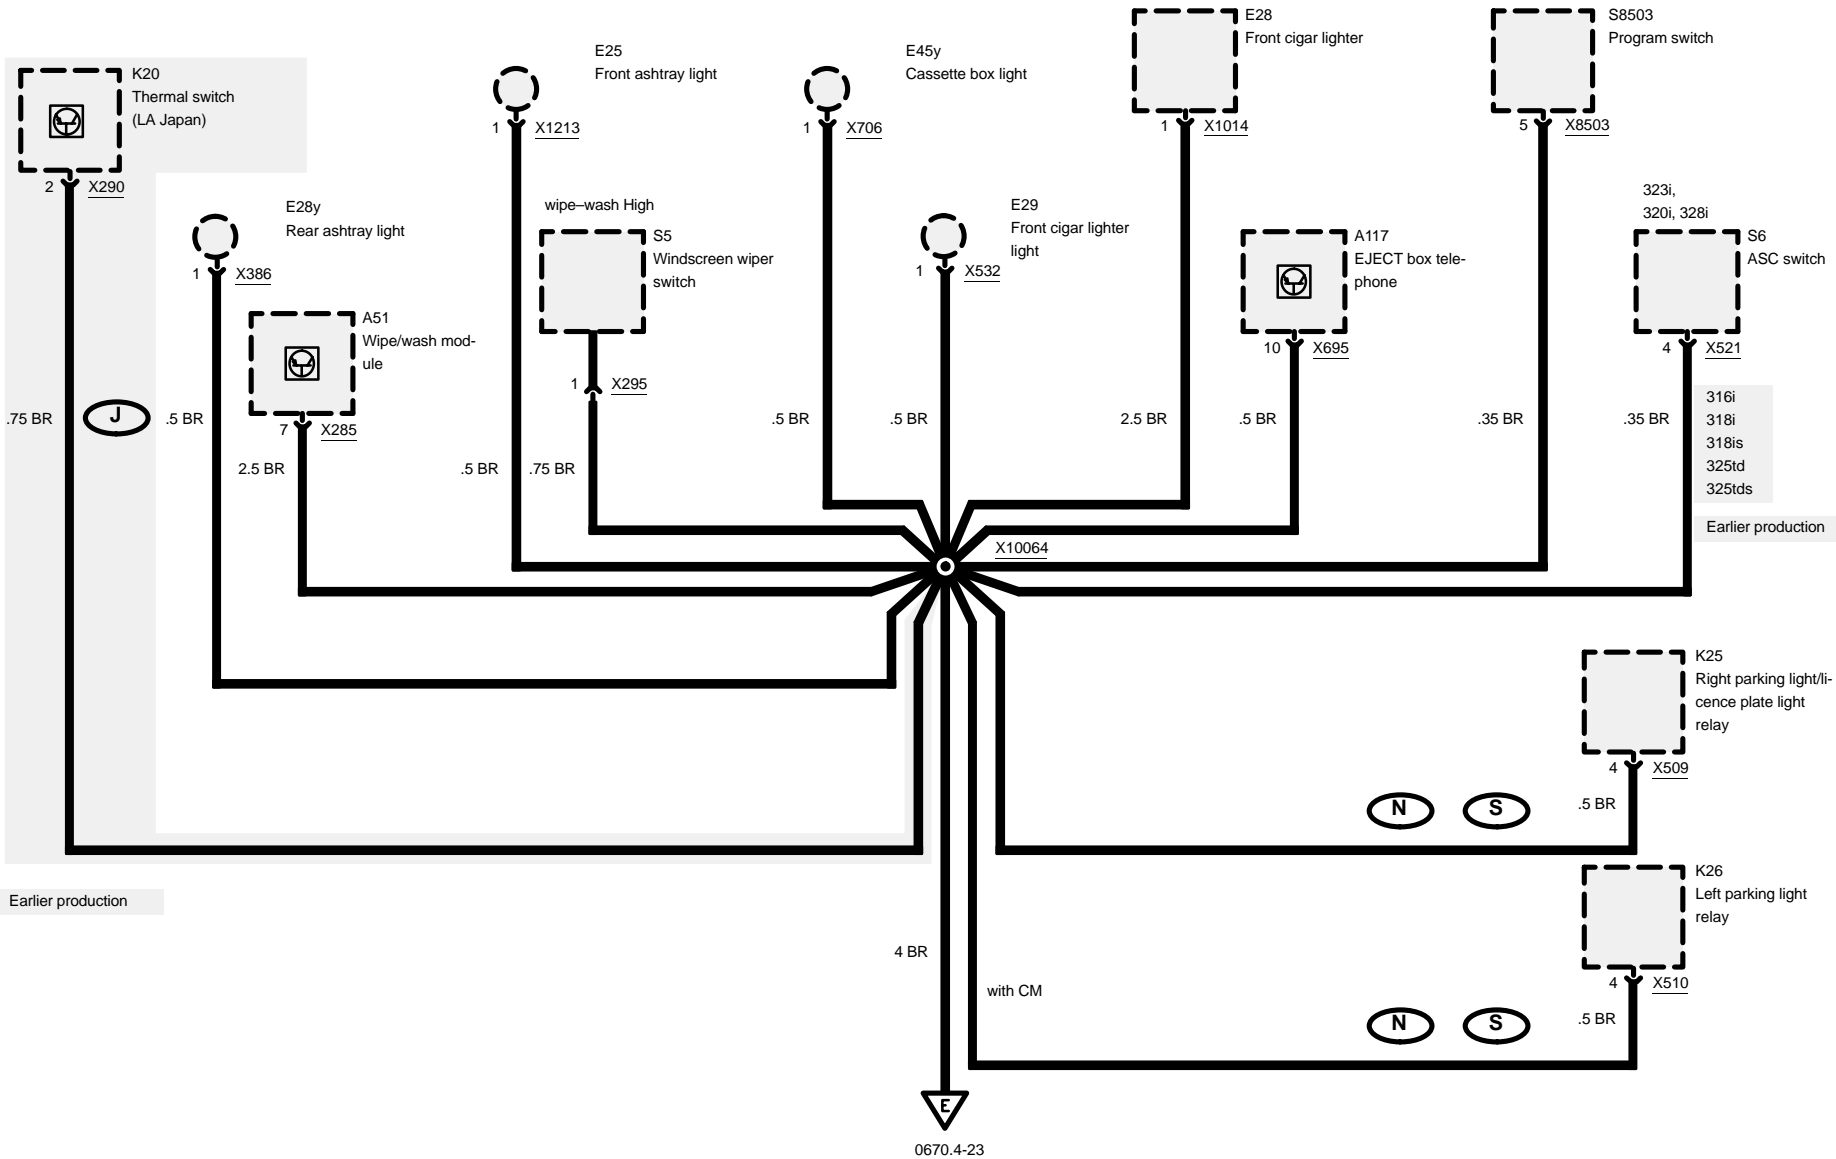 K20
Thermal switch
(LA Japan)
2 X290
E25
Front ashtray light
1 X1213
E45y
Cassette box light
1 X706
E28
Front cigar lighter
1 X1014
S8503
Program switch
5 X8503
E28y
Rear ashtray light
1 X386
wipe–wash High
S5
Windscreen wiper
switch
1 X295
E29
Front cigar lighter
light
1 X532
A117
EJECT box tele-
phone
10 X695
323i,
320i, 328i
S6
ASC switch
4 X521
A51
Wipe/wash mod-
ule
7 X285
.75 BR
J
.5 BR
2.5 BR
.5 BR
.75 BR
.5 BR
.5 BR
2.5 BR
.5 BR
.35 BR
.35 BR
316i
318i
318is
325td
325tds
Earlier production
X10064
K25
Right parking light/li-
cence plate light
relay
4 X509
N S .5 BR
K26
Left parking light
relay
4 X510
N S .5 BR
Earlier production
4 BR
with CM
E
0670.4-23